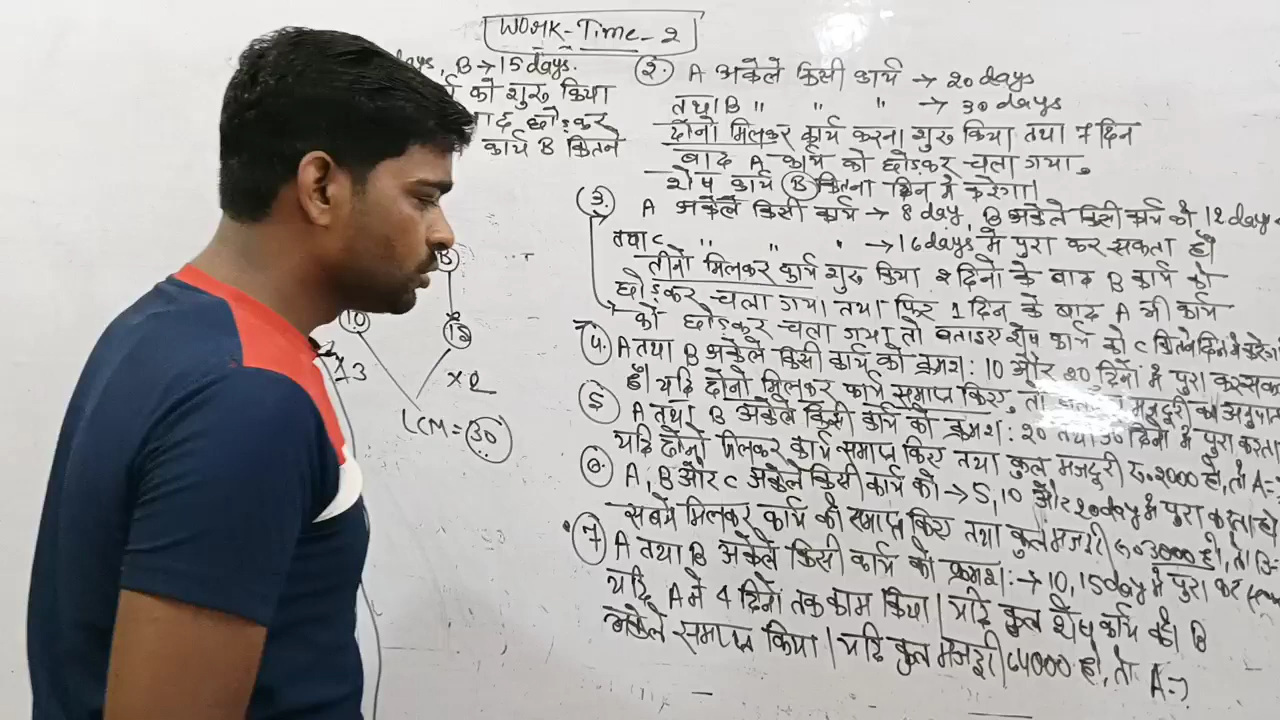 Work-Time-2
days, B → 15 days.
को शुरू किया
छोड़कर
कार्य B कितने
B
10
15
×3
×2
LCM = 30
2. A अकेले किसी कार्य → 20 days
तथा B " " " → 30 days
दोनो मिलकर कार्य करना शुरू किया तथा 7 दिन
बाद A कार्य को छोड़कर चला गया,
शेष कार्य B कितना दिन मे करेगा।
3. A अकेले किसी कार्य → 8 day, B अकेले किसी कार्य को 12 day
तथा C " " " → 16 days मे पुरा कर सकता है।
तीनो मिलकर कार्य शुरू किया 2 दिनो के बाद B कार्य को
छोड़कर चला गया तथा फिर 1 दिन के बाद A भी कार्य
को छोड़कर चला गया तो बताइए शेष कार्य को C कितने दिन मे
4. A तथा B अकेले किसी कार्य को क्रमश: 10 और 20 दिनो मे पुरा कर
है। यदि दोनो मिलकर कार्य समाप्त किए, तो मजदूरी का अनुपात
5. A तथा B अकेले किसी कार्य को क्रमश: 20 तथा 30 दिनो मे पुरा करता
यदि दोनो मिलकर कार्य समाप्त किए तथा कुल मजदूरी रु०2000 हो, तो A=?
6. A, B और C अकेले किसी कार्य को → 5, 10 और 20 day मे पुरा करता हो
सबमे मिलकर कार्य को समाप्त किए तथा कुल मजदूरी रु०3000 हो, तो B=
7. A तथा B अकेले किसी कार्य को क्रमश: → 10, 15 day मे पुरा कर
यदि A ने 4 दिनो तक काम किया। यदि कुल शेष कार्य को B
अकेले समाप्त किया। यदि कुल मजदूरी 4000 हो, तो A=?